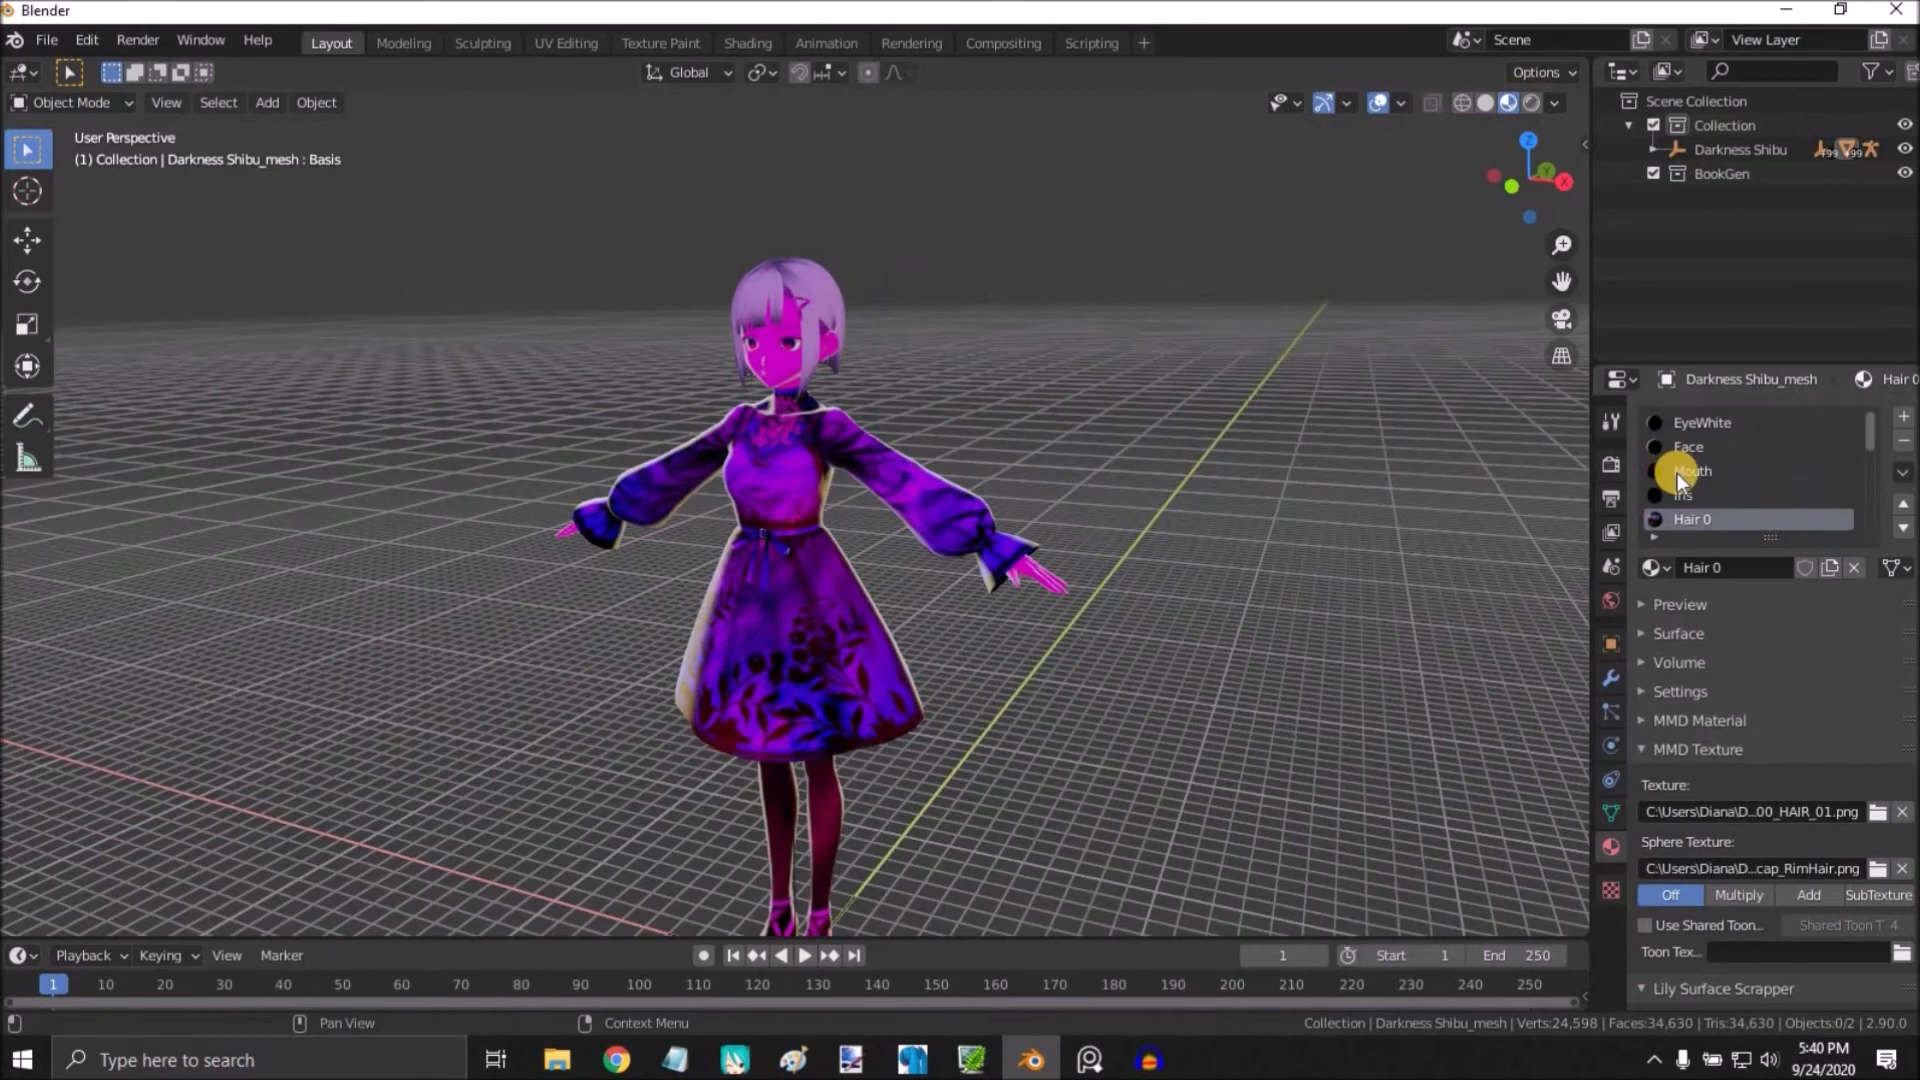 Blender
File Edit Render Window Help Layout Modeling Sculpting UV Editing Texture Paint Shading Animation Rendering Compositing Scripting + Scene View Layer
Global Options
Object Mode View Select Add Object
User Perspective
(1) Collection | Darkness Shibu_mesh : Basis
Z
Y
X
Scene Collection
Collection
Darkness Shibu
BookGen
Darkness Shibu_mesh Hair 0
EyeWhite
Face
Mouth
Iris
Hair 0
Hair 0
Preview
Surface
Volume
Settings
MMD Material
MMD Texture
Texture:
C:\Users\Diana\D...00_HAIR_01.png
Sphere Texture:
C:\Users\Diana\D...cap_RimHair.png
Off Multiply Add SubTexture
Use Shared Toon... Shared Toon T 4
Toon Tex...
Lily Surface Scrapper
Playback Keying View Marker 1 Start 1 End 250
1 10 20 30 40 50 60 70 80 90 100 110 120 130 140 150 160 170 180 190 200 210 220 230 240 250
Pan View Context Menu Collection | Darkness Shibu_mesh | Verts:24,598 | Faces:34,630 | Tris:34,630 | Objects:0/2 | 2.90.0
Type here to search
5:40 PM
9/24/2020